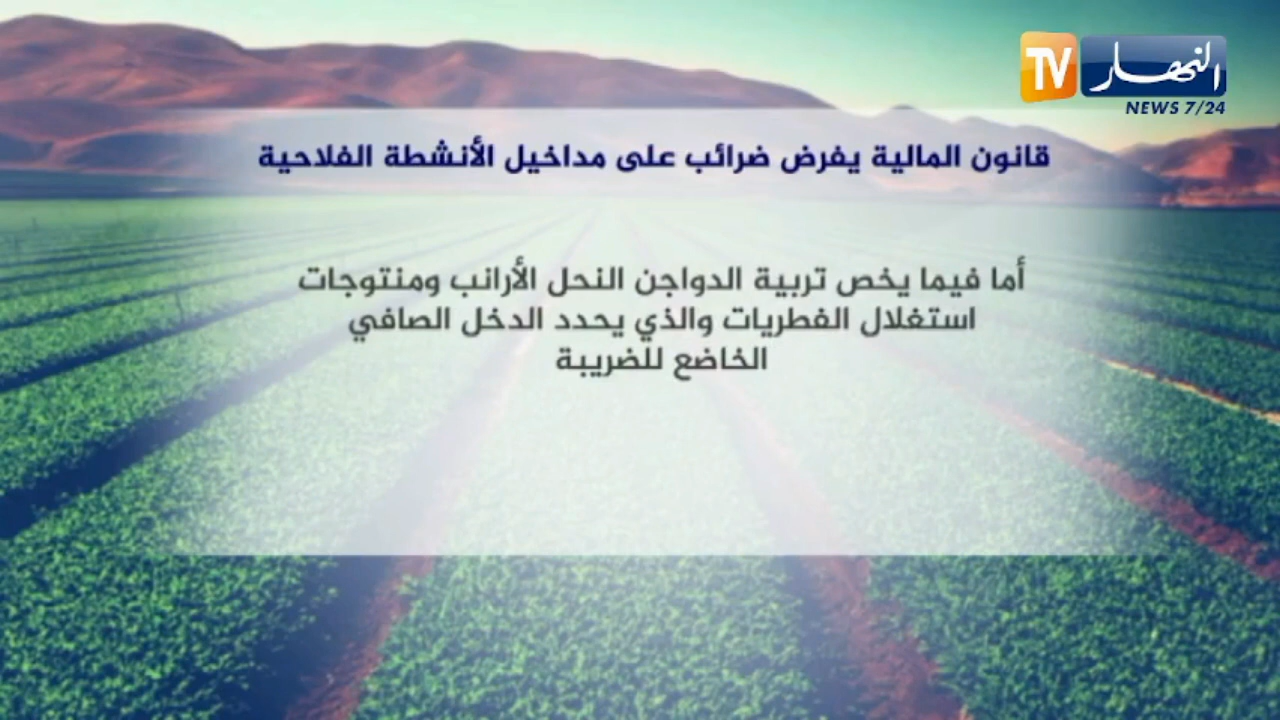 TV النهار
NEWS 7/24
قانون المالية يفرض ضرائب على مداخيل الأنشطة الفلاحية
أما فيما يخص تربية الدواجن النحل الأرانب ومنتوجات
استغلال الفطريات والذي يحدد الدخل الصافي
الخاضع للضريبة